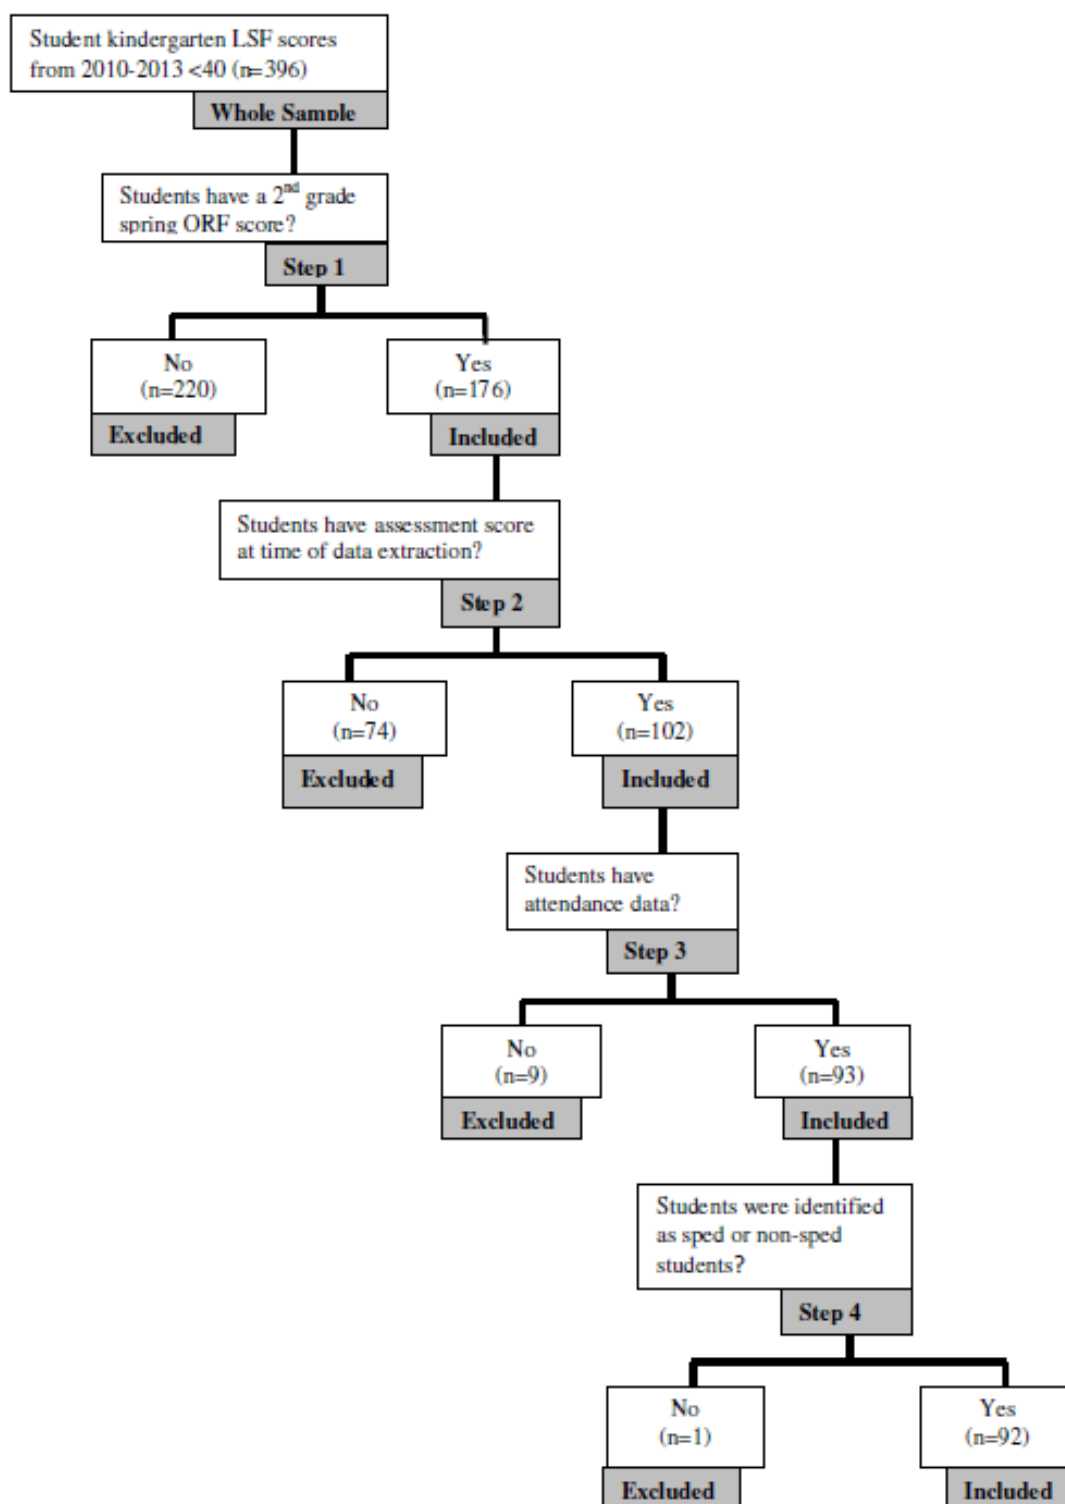 Student kindergarten LSF scores
from 2010-2013 <40 (n=396)
Whole Sample
Students have a 2nd grade
spring ORF score?
Step 1
No
(n=220)
Excluded
Yes
(n=176)
Included
Students have assessment score
at time of data extraction?
Step 2
No
(n=74)
Excluded
Yes
(n=102)
Included
Students have
attendance data?
Step 3
No
(n=9)
Excluded
Yes
(n=93)
Included
Students were identified
as sped or non-sped
students?
Step 4
No
(n=1)
Excluded
Yes
(n=92)
Included